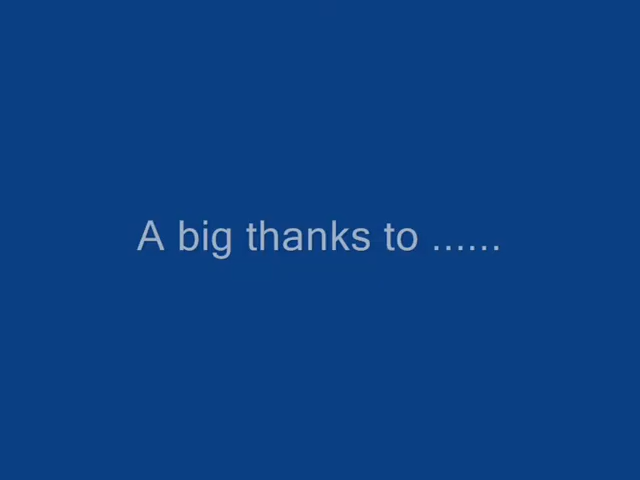 A big thanks to ......